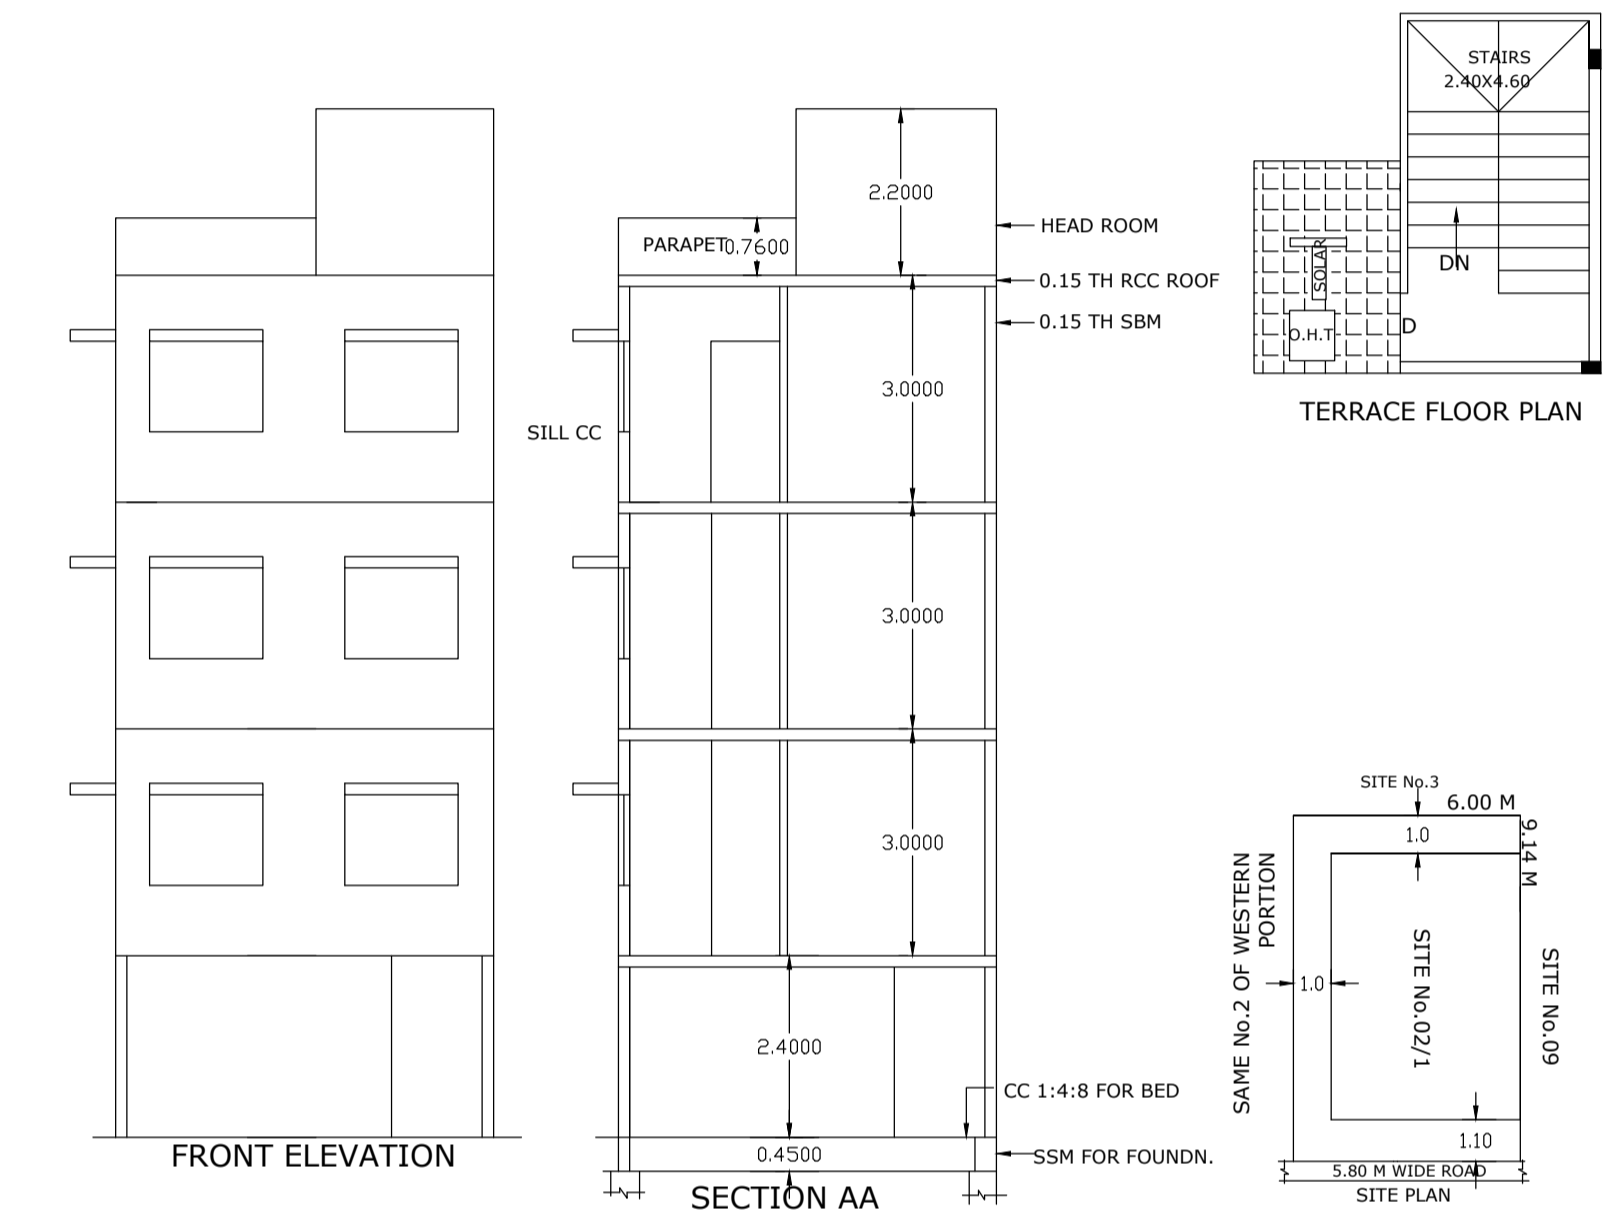 STAIRS
2.40X4.60
DN
D
SOLAR
O.H.T
TERRACE FLOOR PLAN
2.2000
HEAD ROOM
PARAPET
0.7600
0.15 TH RCC ROOF
0.15 TH SBM
3.0000
SILL CC
3.0000
3.0000
2.4000
CC 1:4:8 FOR BED
0.4500
SSM FOR FOUNDN.
FRONT ELEVATION
SECTION AA
SITE No.3
6.00 M
9.14 M
1.0
SAME No.2 OF WESTERN
PORTION
1.0
SITE No.02/1
SITE No.09
1.10
5.80 M WIDE ROAD
SITE PLAN